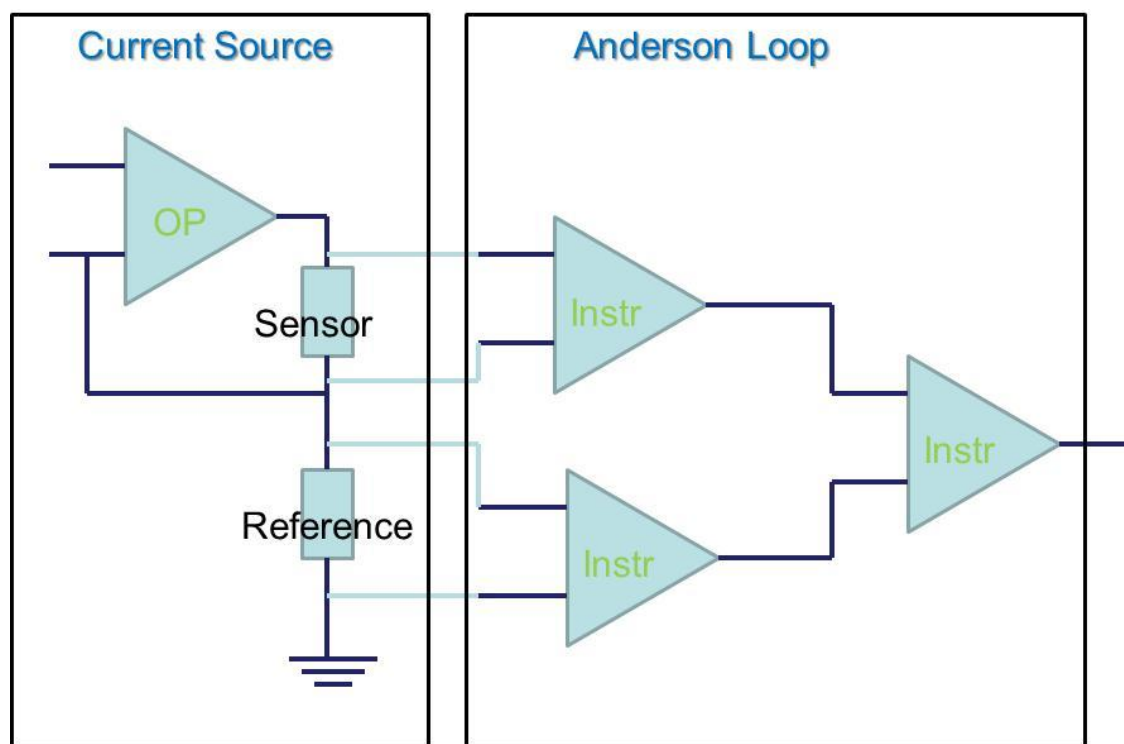 Current Source
Anderson Loop
OP
Sensor
Instr
Instr
Reference
Instr